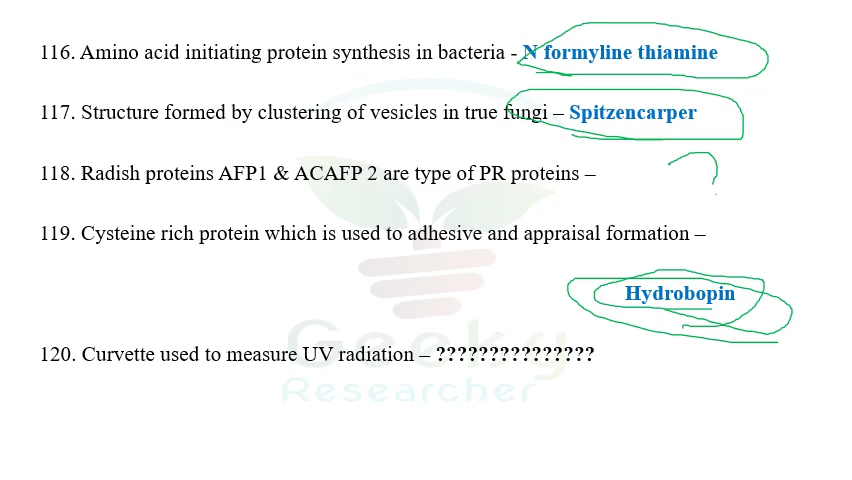 116. Amino acid initiating protein synthesis in bacteria - N formyline thiamine
117. Structure formed by clustering of vesicles in true fungi – Spitzencarper
118. Radish proteins AFP1 & ACAFP 2 are type of PR proteins –
119. Cysteine rich protein which is used to adhesive and appraisal formation –
Hydrobopin
120. Curvette used to measure UV radiation – ???????????????
Geeky
Researcher